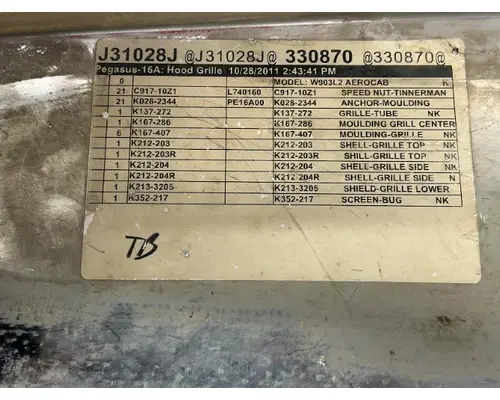 J31028J @J31028J@ 330870 @330870@
Pegasus-16A: Hood Grille 10/28/2011 2:43:41 PM
0 MODEL: W903L2 AEROCAB K
21 C917-10Z1 L740160 C917-10Z1 SPEED NUT-TINNERMAN
21 K028-2344 PE16A00 K028-2344 ANCHOR-MOULDING
1 K137-272 K137-272 GRILLE-TUBE NK
1 K167-286 K167-286 MOULDING GRILL CENTER
6 K167-407 K167-407 MOULDING-GRILLE NK
1 K212-203 K212-203 SHELL-GRILLE TOP NK
1 K212-203R K212-203R SHILL-GRILLE TOP NK
1 K212-204 K212-204 SHELL-GRILLE SIDE NK
1 K212-204R K212-204R SHELL-GRILLE SIDE N
1 K213-3205 K213-3205 SHIELD-GRILLE LOWER
1 K352-217 K352-217 SCREEN-BUG NK
TB